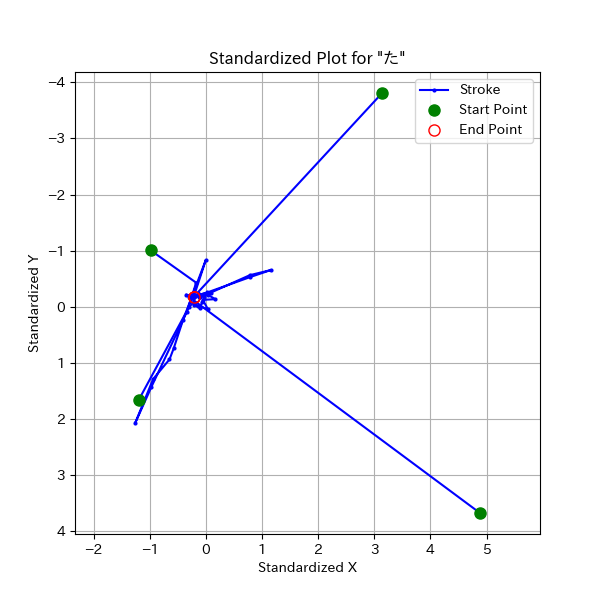 Standardized Plot for "た"
Stroke
Start Point
End Point
Standardized Y
−4
−3
−2
−1
0
1
2
3
4
−2 −1 0 1 2 3 4 5
Standardized X